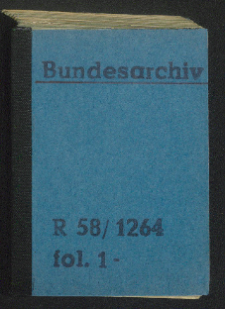 Bundesarchiv
R 58/1264
fol. 1-